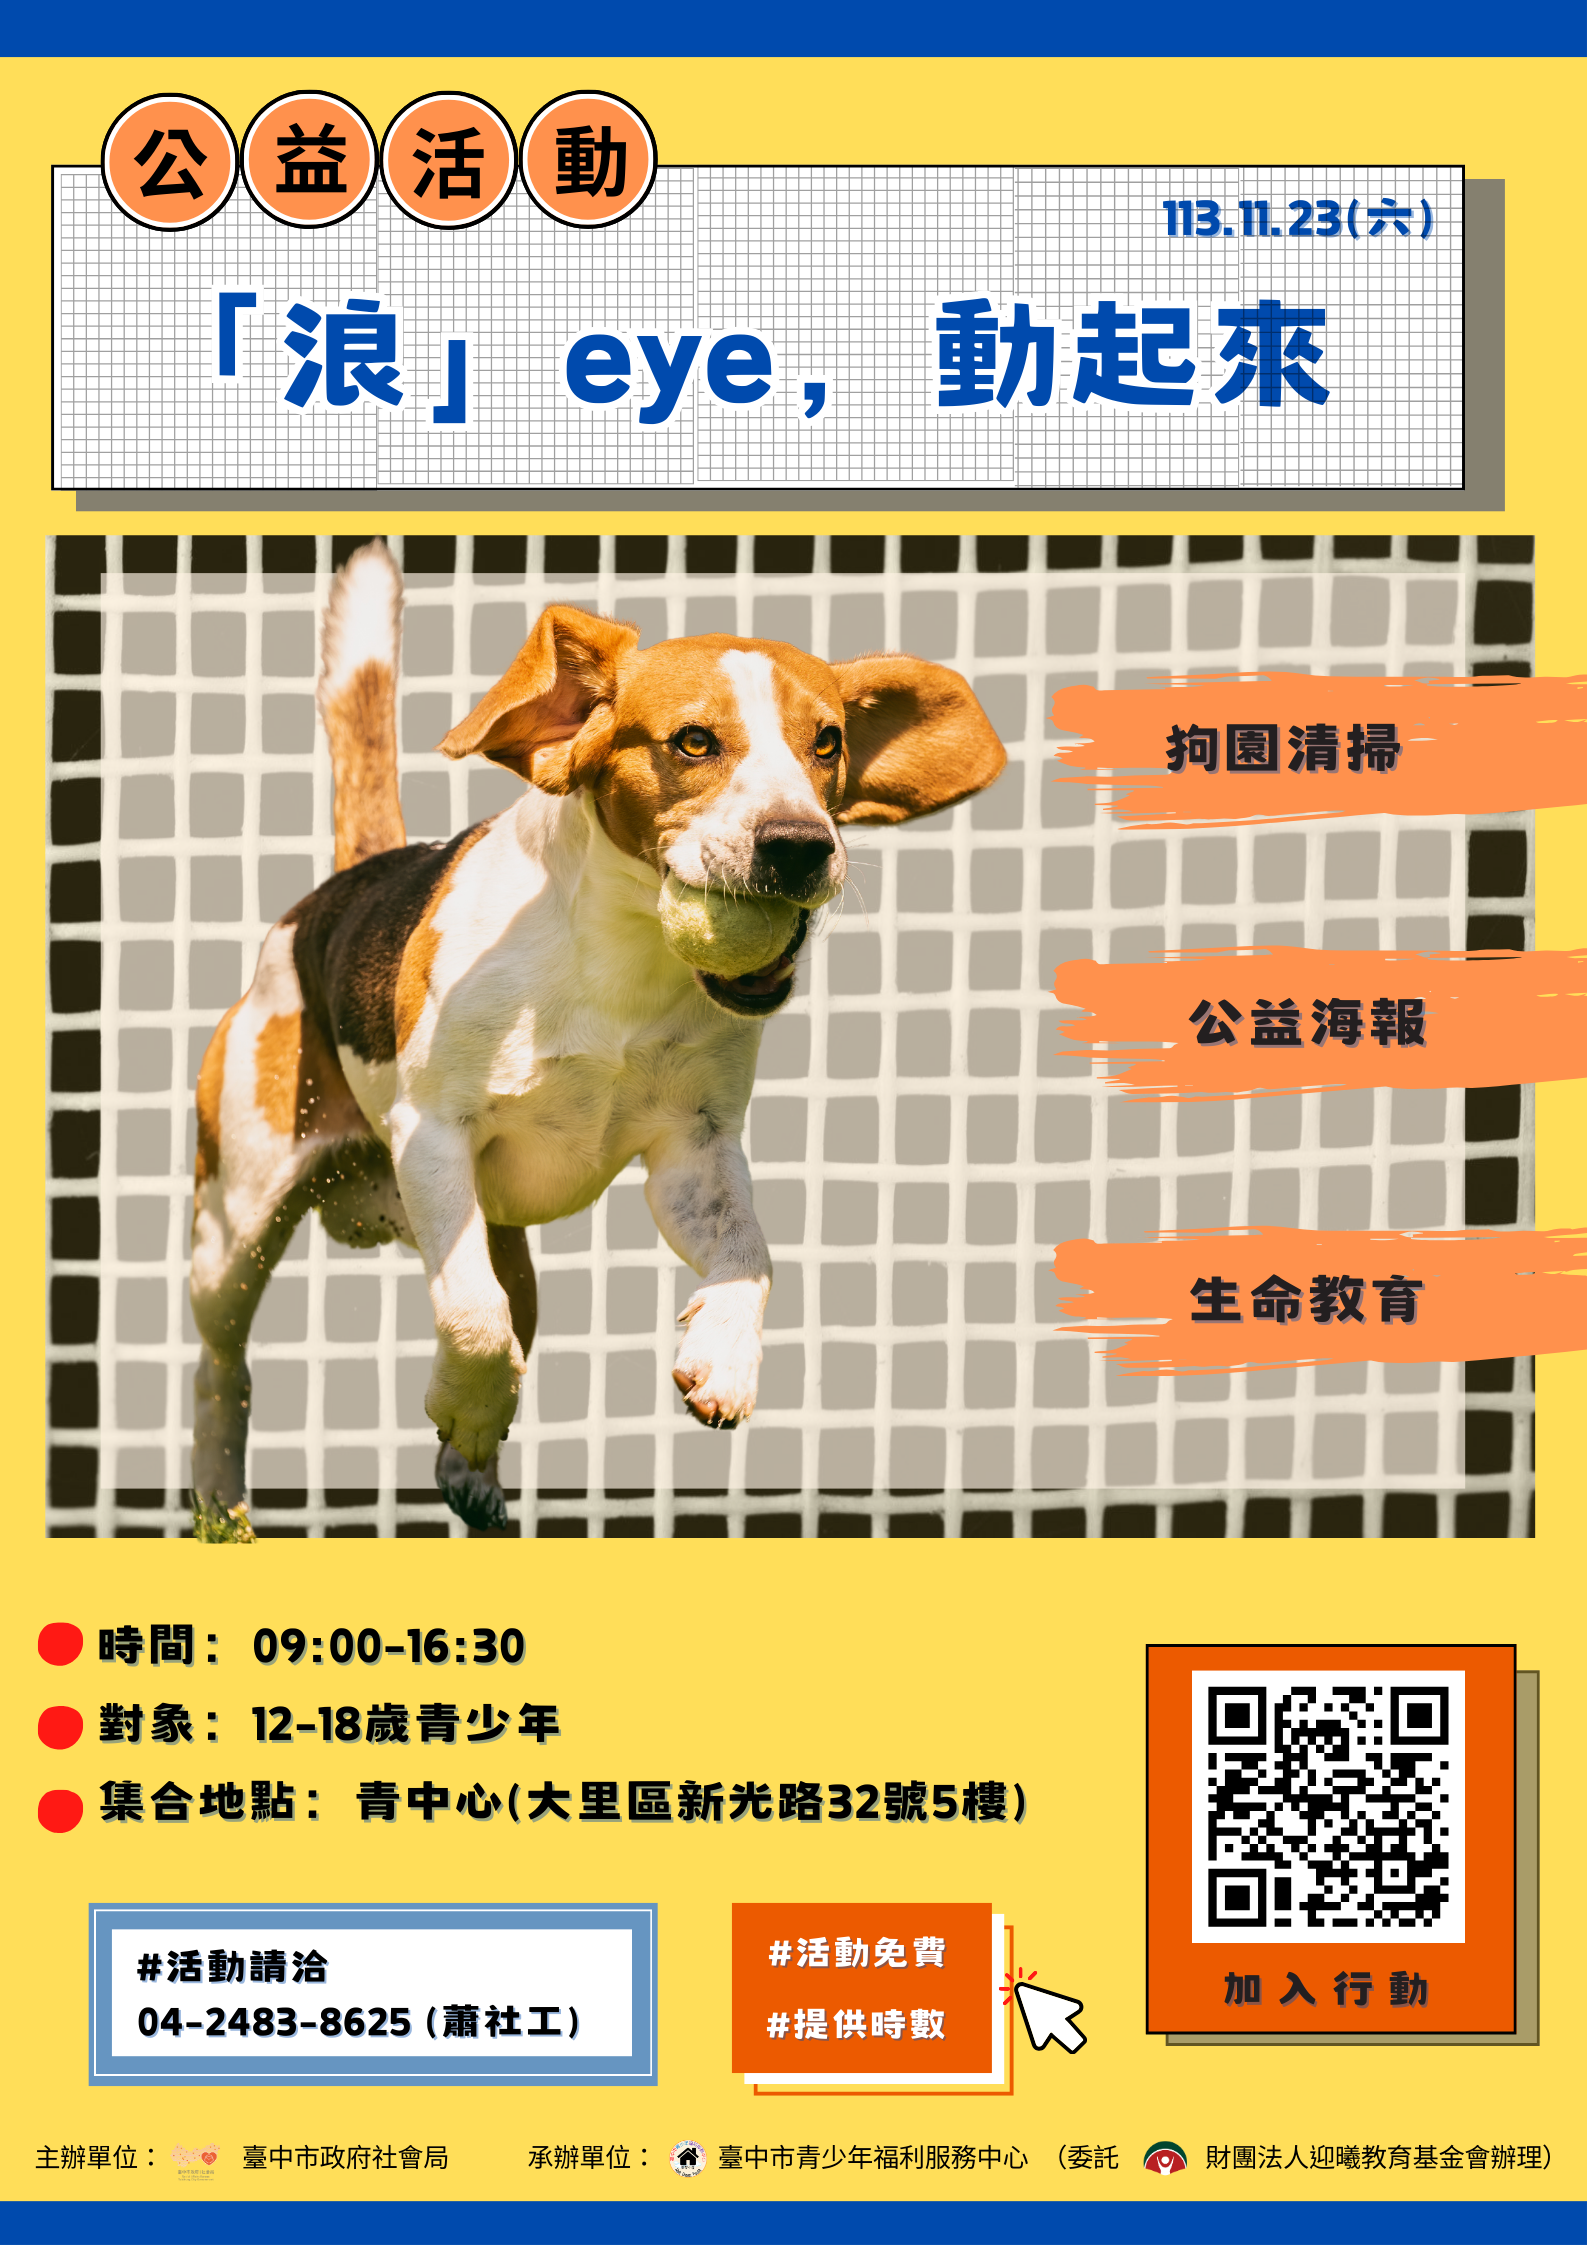 公益活動
113.11.23(六)
「浪」eye，動起來
狗園清掃
公益海報
生命教育
時間：09:00-16:30
對象：12-18歲青少年
集合地點：青中心(大里區新光路32號5樓)
#活動請洽
04-2483-8625 (蕭社工)
#活動免費
#提供時數
加入行動
主辦單位：臺中市政府社會局 承辦單位：臺中市青少年福利服務中心 （委託 財團法人迎曦教育基金會辦理）